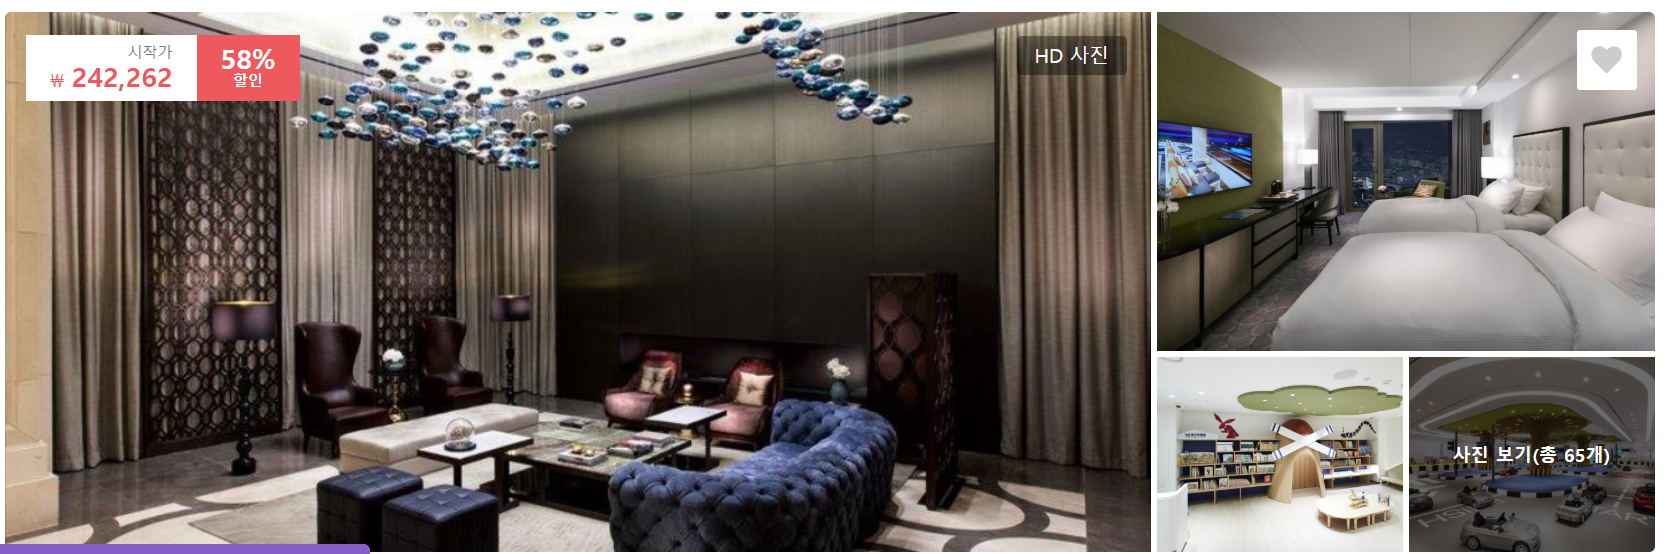 시작가
₩ 242,262
58%
할인
HD 사진
사진 보기(총 65개)